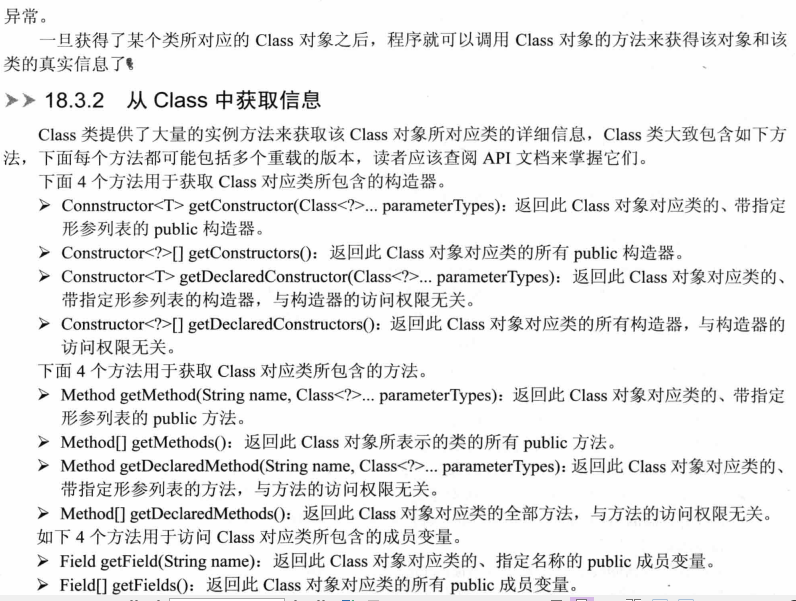 异常。
一旦获得了某个类所对应的 Class 对象之后，程序就可以调用 Class 对象的方法来获得该对象和该
类的真实信息了。
18.3.2 从 Class 中获取信息
Class 类提供了大量的实例方法来获取该 Class 对象所对应类的详细信息，Class 类大致包含如下方
法，下面每个方法都可能包括多个重载的版本，读者应该查阅 API 文档来掌握它们。
下面 4 个方法用于获取 Class 对应类所包含的构造器。
➢ Connstructor<T> getConstructor(Class<?>... parameterTypes)：返回此 Class 对象对应类的、带指定
形参列表的 public 构造器。
➢ Constructor<?>[] getConstructors()：返回此 Class 对象对应类的所有 public 构造器。
➢ Constructor<T> getDeclaredConstructor(Class<?>... parameterTypes)：返回此 Class 对象对应类的、
带指定形参列表的构造器，与构造器的访问权限无关。
➢ Constructor<?>[] getDeclaredConstructors()：返回此 Class 对象对应类的所有构造器，与构造器的
访问权限无关。
下面 4 个方法用于获取 Class 对应类所包含的方法。
➢ Method getMethod(String name, Class<?>... parameterTypes)：返回此 Class 对象对应类的、带指定
形参列表的 public 方法。
➢ Method[] getMethods()：返回此 Class 对象所表示的类的所有 public 方法。
➢ Method getDeclaredMethod(String name, Class<?>... parameterTypes)：返回此 Class 对象对应类的、
带指定形参列表的方法，与方法的访问权限无关。
➢ Method[] getDeclaredMethods()：返回此 Class 对象对应类的全部方法，与方法的访问权限无关。
如下 4 个方法用于访问 Class 对应类所包含的成员变量。
➢ Field getField(String name)：返回此 Class 对象对应类的、指定名称的 public 成员变量。
➢ Field[] getFields()：返回此 Class 对象对应类的所有 public 成员变量。